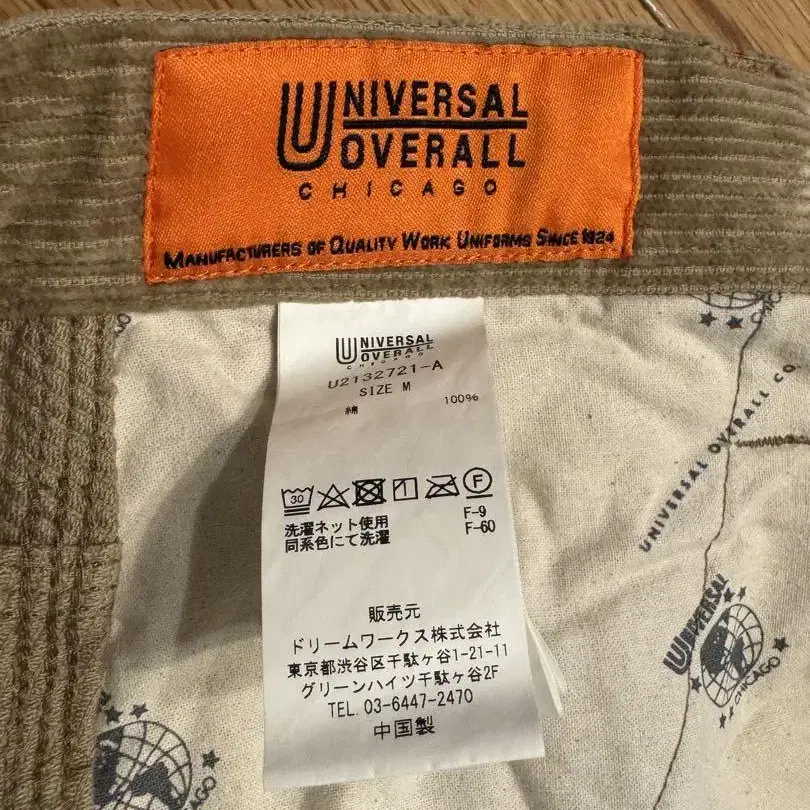 UNIVERSAL
OVERALL
CHICAGO
MANUFACTURERS OF QUALITY WORK UNIFORMS SINCE 1924
UNIVERSAL
OVERALL
CHICAGO
U2132721-A
SIZE M
綿 100%
30 1 F
洗濯ネット使用 F-9
同系色にて洗濯 F-60
販売元
ドリームワークス株式会社
東京都渋谷区千駄ヶ谷1-21-11
グリーンハイツ千駄ヶ谷2F
TEL. 03-6447-2470
中国製
CHICAGO
UNIVERSAL OVERALL CO.
UNIVERSAL
CHICAGO
CHICAGO